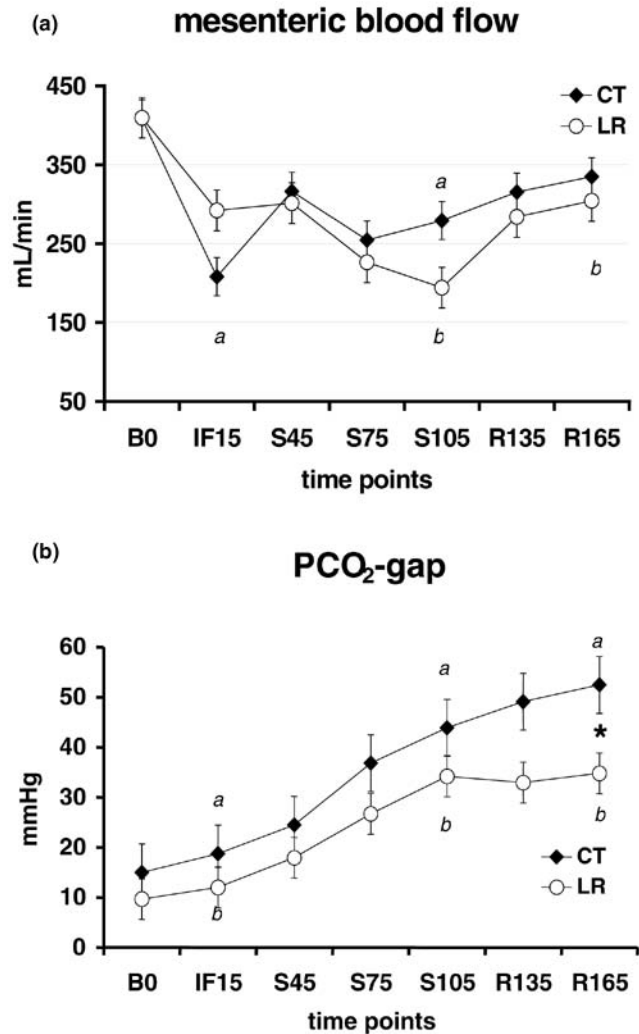 (a) mesenteric blood flow
450
CT
LR
350
a
250
b
150
a b
50
mL/min
B0 IF15 S45 S75 S105 R135 R165
time points
(b) PCO₂-gap
60
a
a
50
*
40
a
30
b b
20
CT
10
LR
b
0
mmHg
B0 IF15 S45 S75 S105 R135 R165
time points